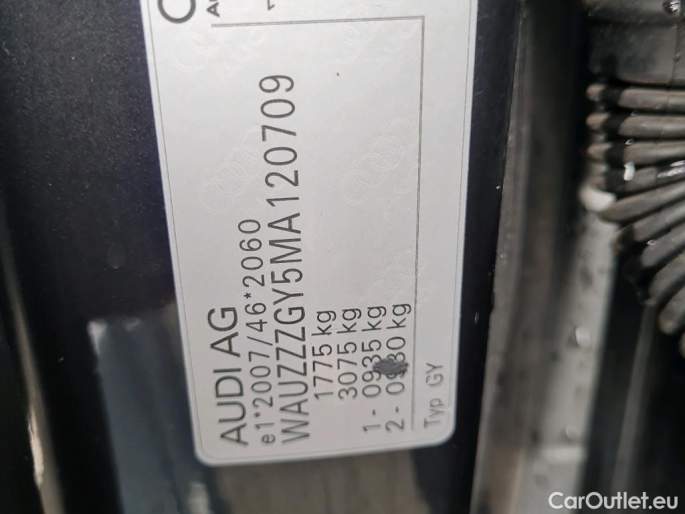 AUDI AG
e1*2007/46*2060
WAUZZZGY5MA120709
1775 kg
3075 kg
1 - 0935 kg
2 - 0930 kg
Typ GY
CarOutlet.eu